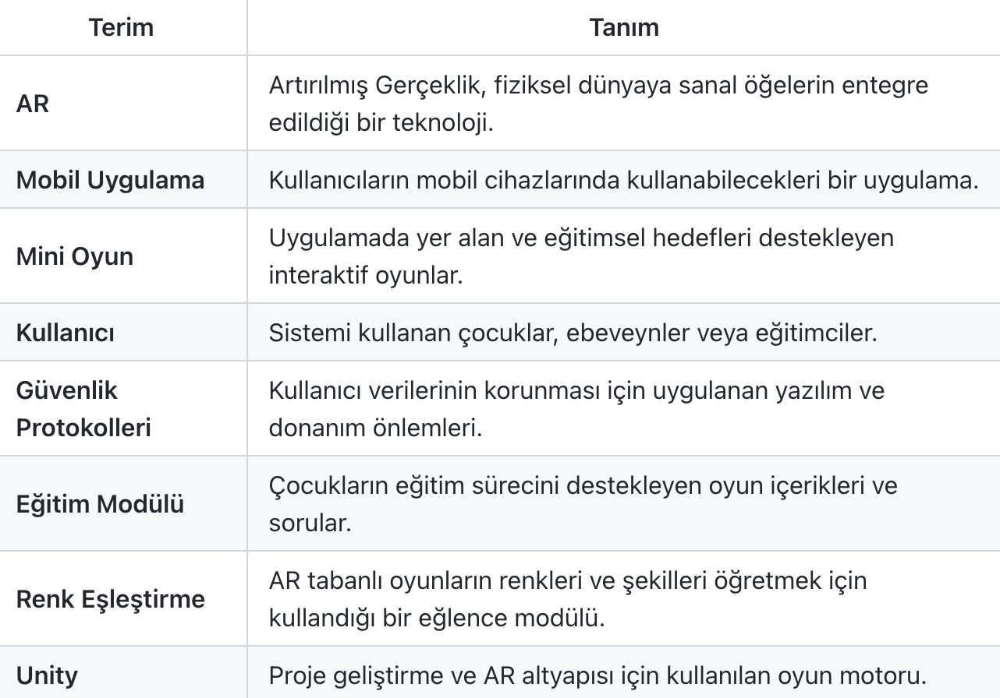 Terim Tanım
AR
Artırılmış Gerçeklik, fiziksel dünyaya sanal öğelerin entegre
edildiği bir teknoloji.
Mobil Uygulama
Kullanıcıların mobil cihazlarında kullanabilecekleri bir uygulama.
Mini Oyun
Uygulamada yer alan ve eğitimsel hedefleri destekleyen
interaktif oyunlar.
Kullanıcı
Sistemi kullanan çocuklar, ebeveynler veya eğitimciler.
Güvenlik
Protokolleri
Kullanıcı verilerinin korunması için uygulanan yazılım ve
donanım önlemleri.
Eğitim Modülü
Çocukların eğitim sürecini destekleyen oyun içerikleri ve
sorular.
Renk Eşleştirme
AR tabanlı oyunların renkleri ve şekilleri öğretmek için
kullandığı bir eğlence modülü.
Unity
Proje geliştirme ve AR altyapısı için kullanılan oyun motoru.